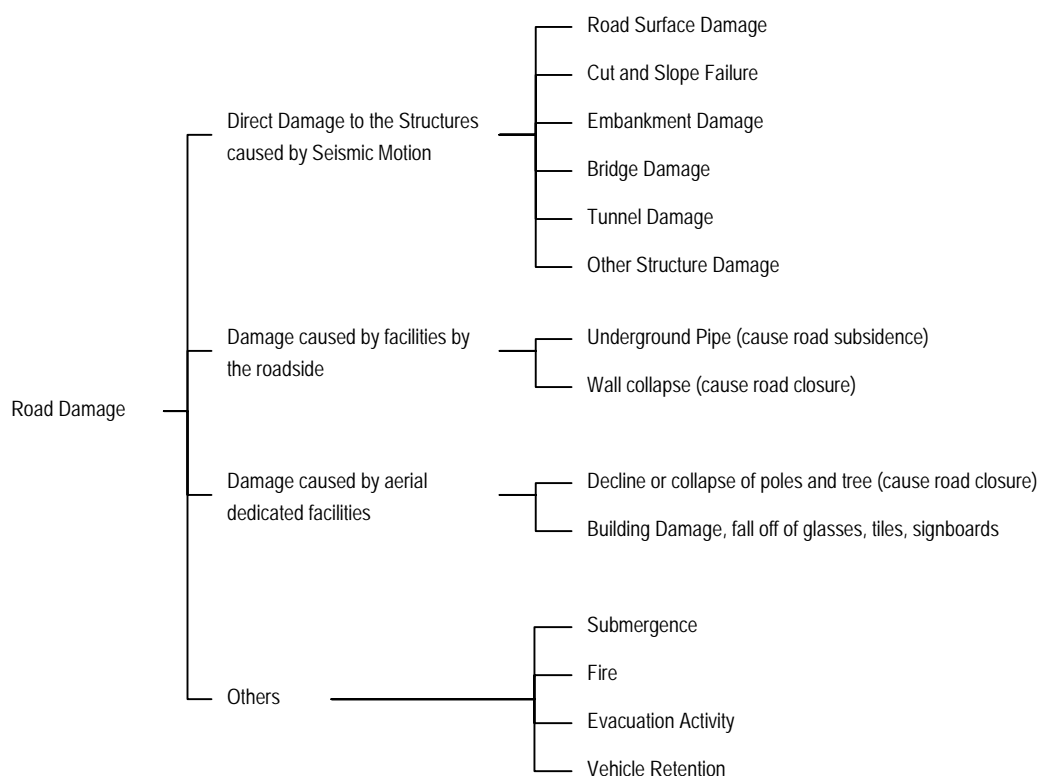 Road Damage
Direct Damage to the Structures
caused by Seismic Motion
Road Surface Damage
Cut and Slope Failure
Embankment Damage
Bridge Damage
Tunnel Damage
Other Structure Damage
Damage caused by facilities by
the roadside
Underground Pipe (cause road subsidence)
Wall collapse (cause road closure)
Damage caused by aerial
dedicated facilities
Decline or collapse of poles and tree (cause road closure)
Building Damage, fall off of glasses, tiles, signboards
Others
Submergence
Fire
Evacuation Activity
Vehicle Retention